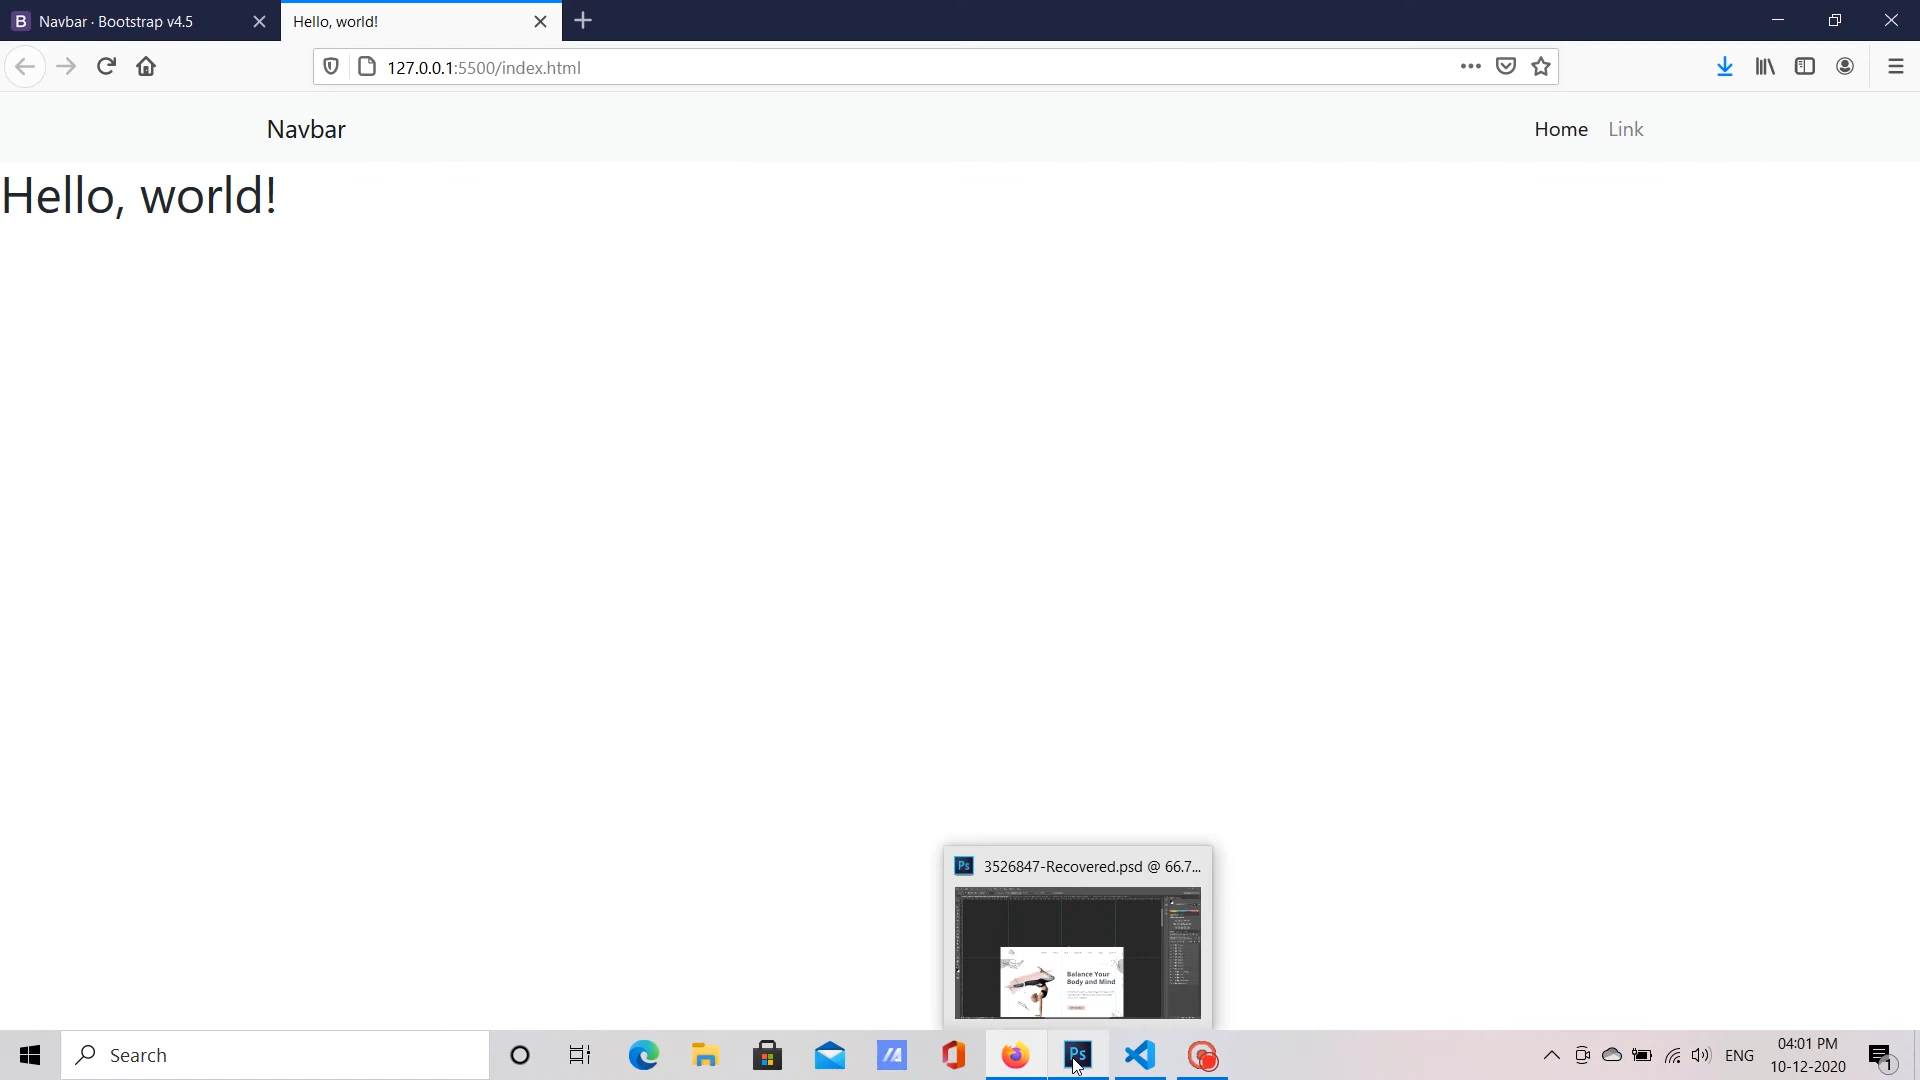 Navbar · Bootstrap v4.5
Hello, world!
127.0.0.1:5500/index.html
Navbar
Home
Link
Hello, world!
3526847-Recovered.psd @ 66.7...
Balance Your
Body and Mind
Search
ENG
04:01 PM
10-12-2020
1